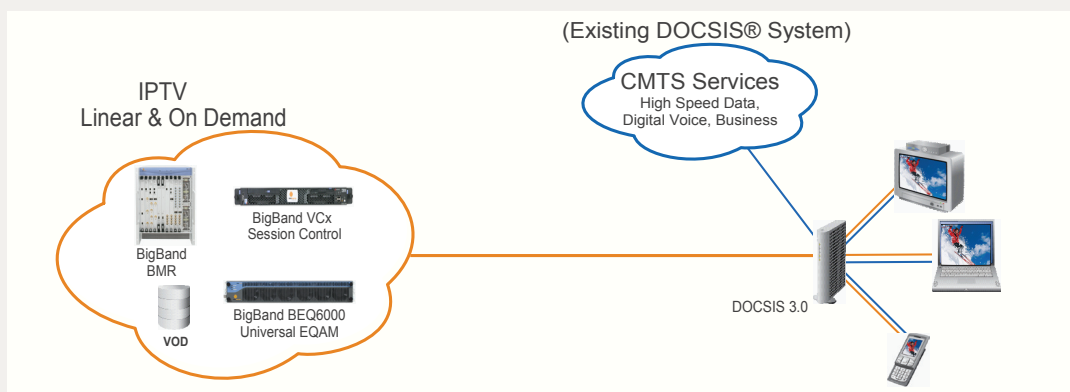 (Existing DOCSIS® System)
CMTS Services
High Speed Data,
Digital Voice, Business
IPTV
Linear & On Demand
BigBand VCx
Session Control
BigBand
BMR
BigBand BEQ6000
Universal EQAM
VOD
DOCSIS 3.0